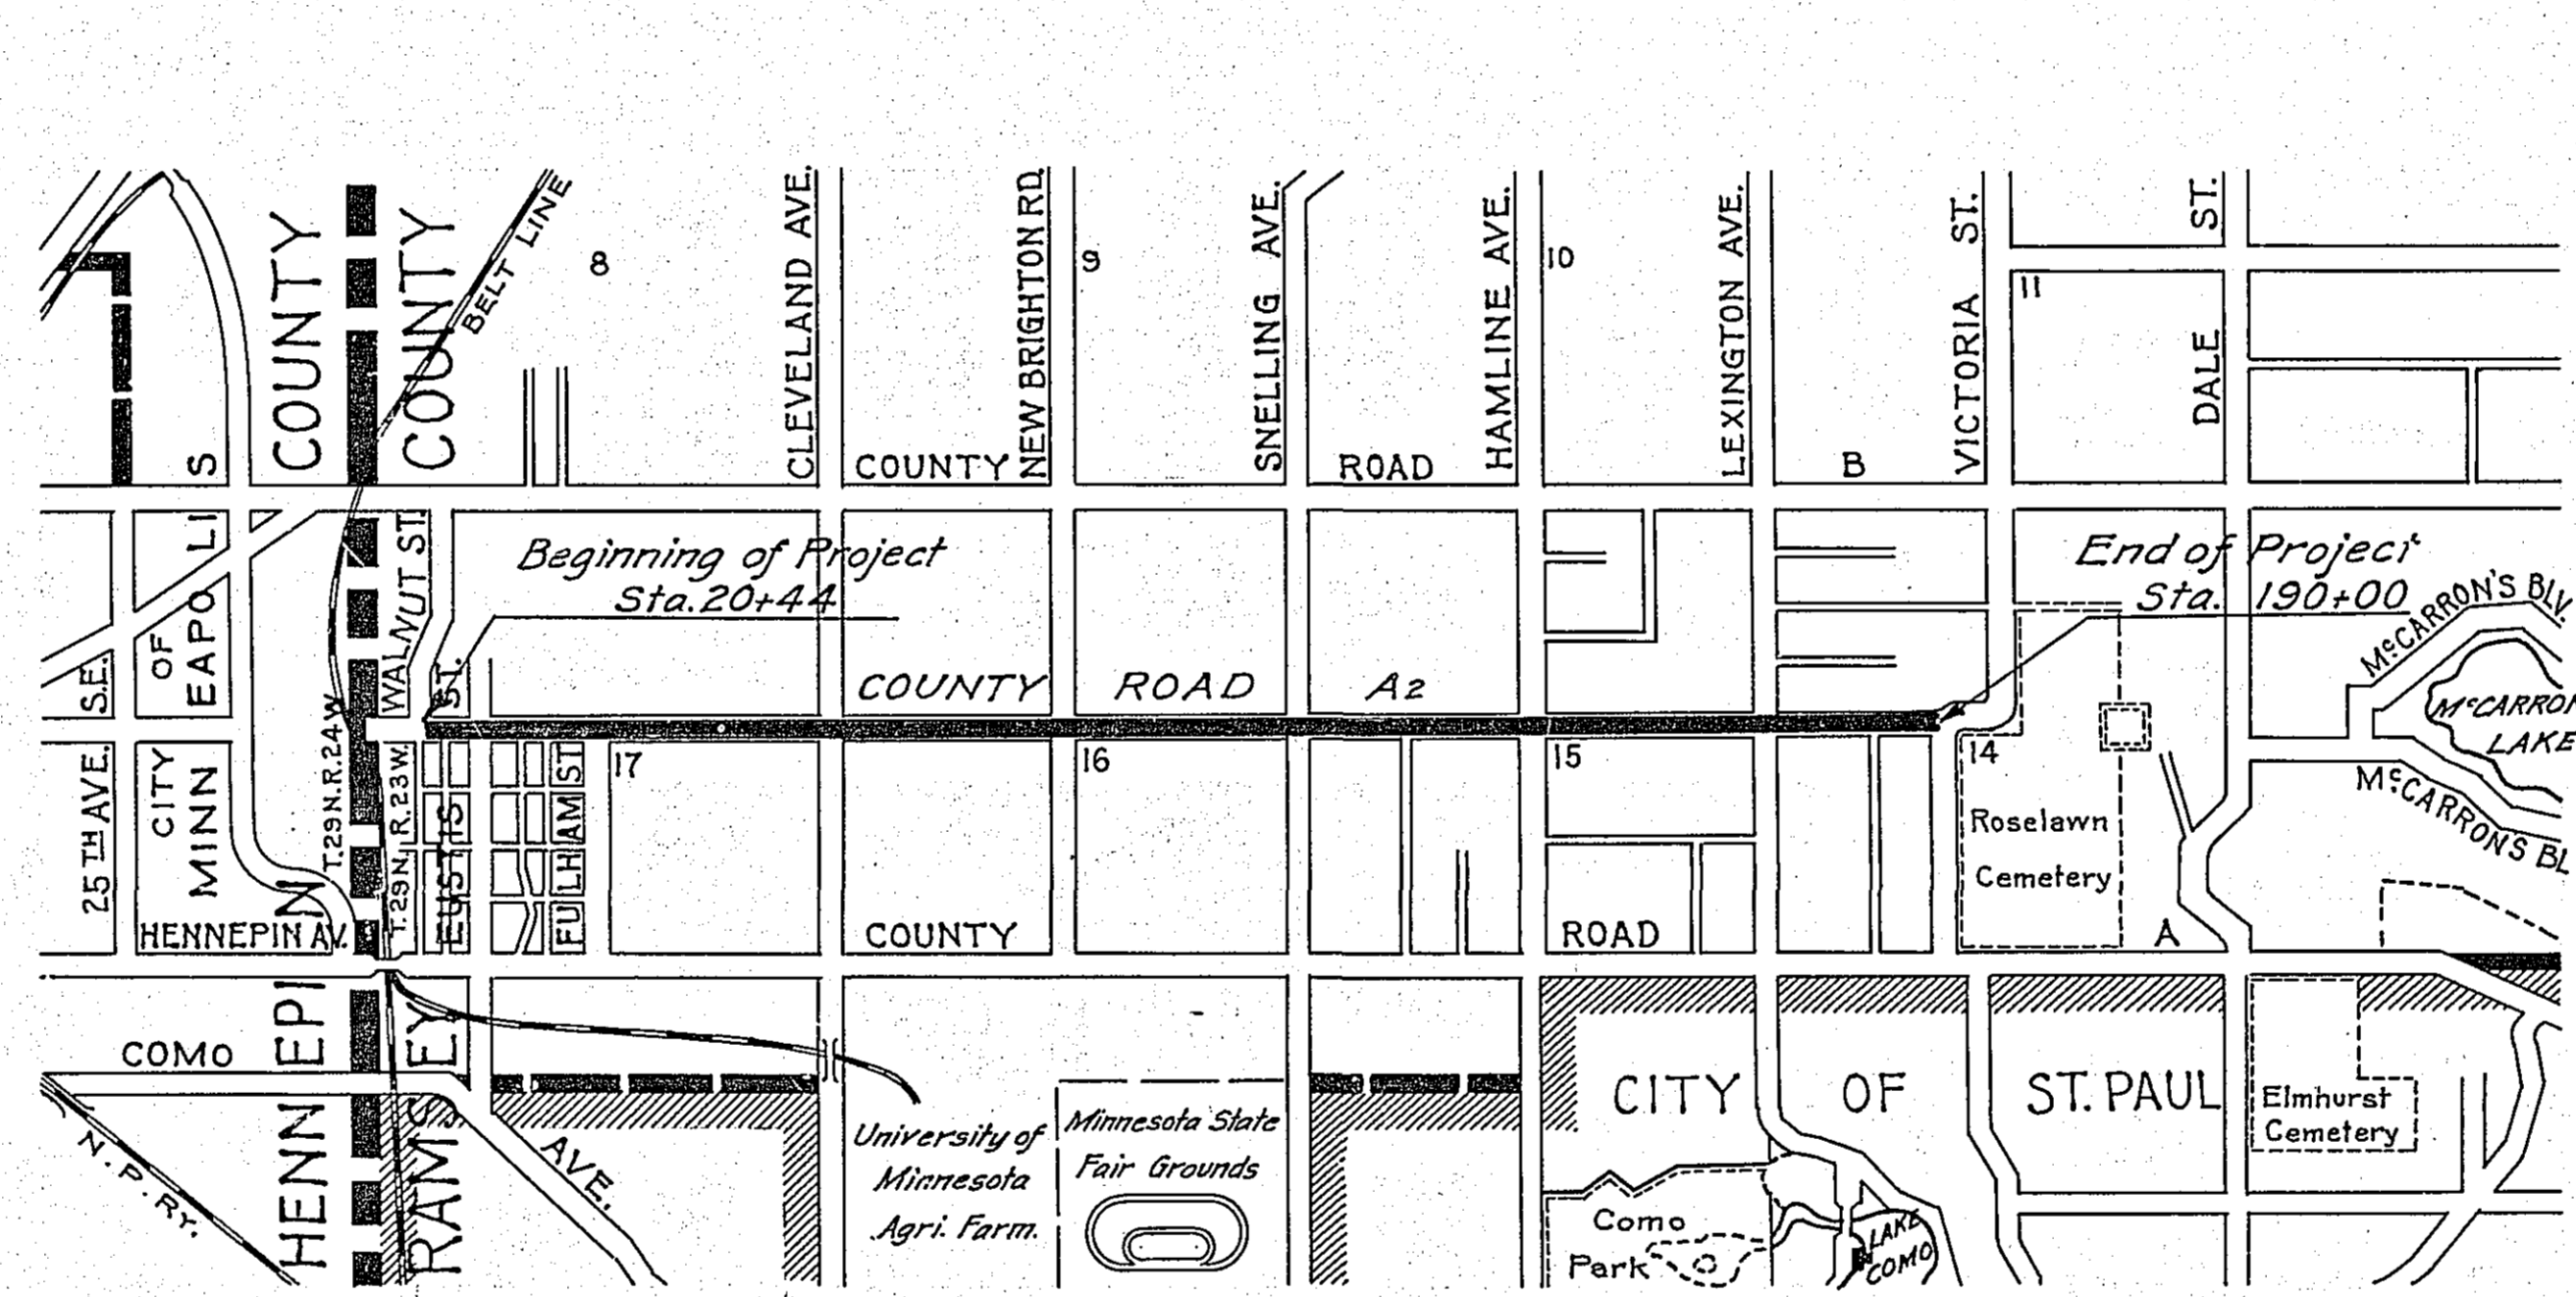 COUNTY
COUNTY
BELT LINE
8
CLEVELAND AVE.
NEW BRIGHTON RD.
9
SNELLING AVE.
HAMLINE AVE.
10
LEXINGTON AVE.
VICTORIA ST.
11
DALE ST.
COUNTY ROAD B
Beginning of Project
Sta. 20+44
End of Project
Sta. 190+00
WALNUT ST.
ST.
COUNTY ROAD A2
McCARRON'S BLV.
McCARRON
LAKE
McCARRON'S BL
25TH AVE. S.E.
CITY OF
MINN EAPO LI S
T.29N.R.24W
T.29N. R.23W.
EUSTIS
FULHAM ST
17
16
15
14
Roselawn
Cemetery
HENNEPIN AV.
COUNTY ROAD A
HENN EPI N
RAMS EY
COMO AVE.
N.P.RY.
University of
Minnesota
Agri. Farm.
Minnesota State
Fair Grounds
CITY OF ST. PAUL
Elmhurst
Cemetery
Como
Park
LAKE
COMO